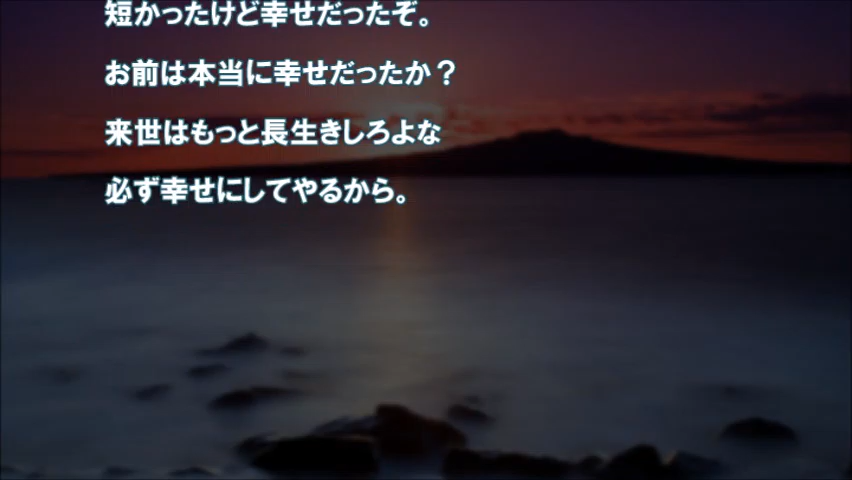 短かったけど幸せだったぞ。
お前は本当に幸せだったか？
来世はもっと長生きしろよな
必ず幸せにしてやるから。